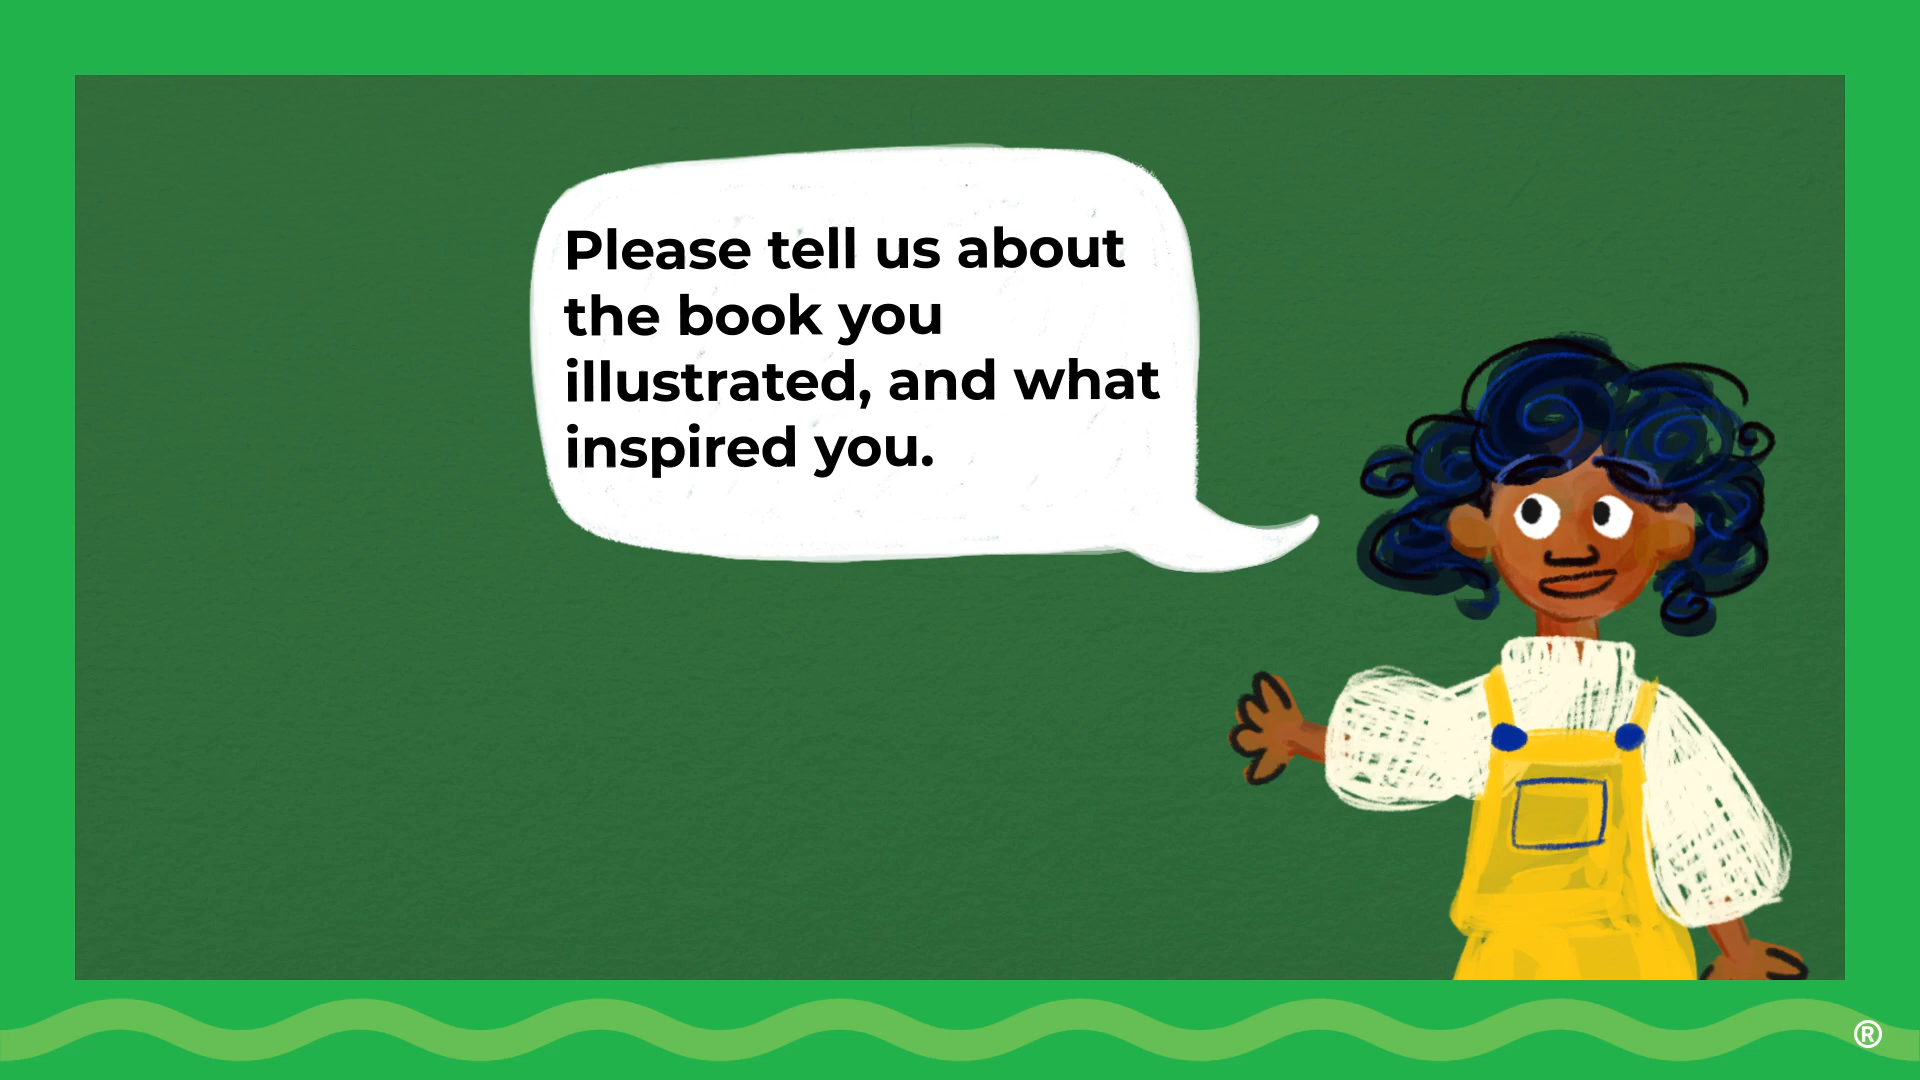 Please tell us about
the book you
illustrated, and what
inspired you.
®